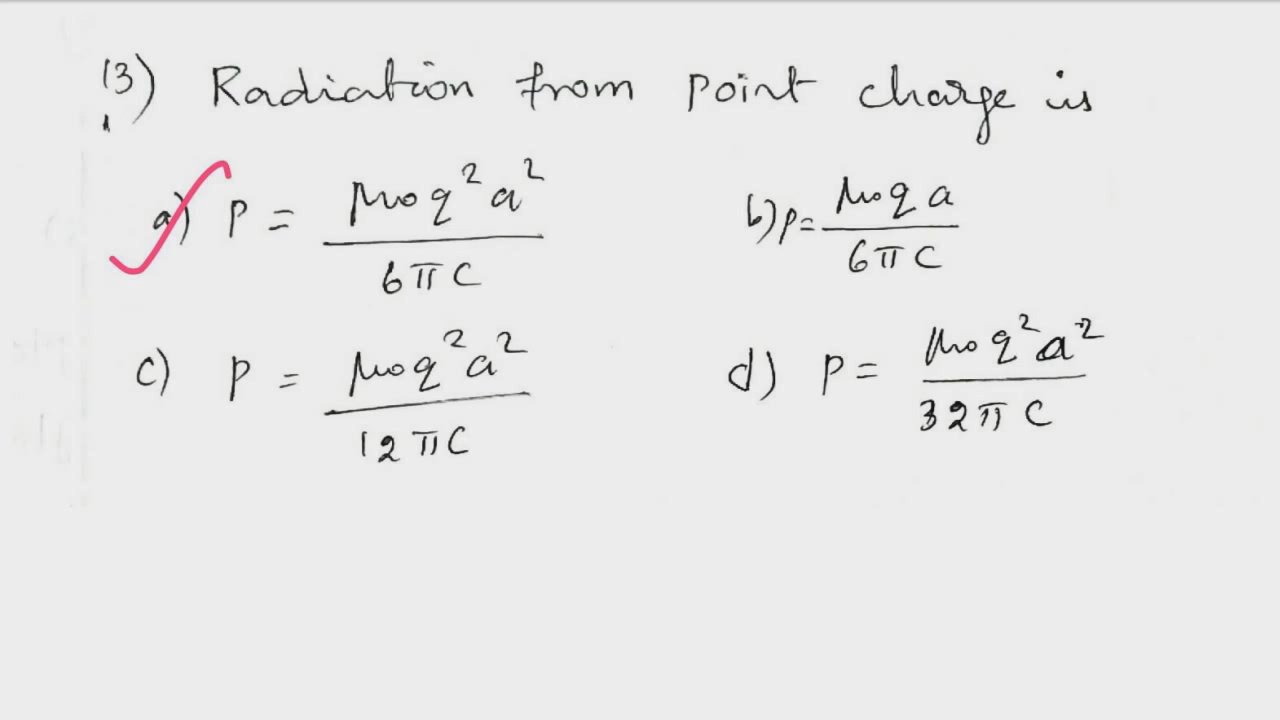 13) Radiation from point charge is
a) P = μ₀q²a² / 6πc b) P = μ₀qa / 6πc
c) P = μ₀q²a² / 12πc d) P = μ₀q²a² / 32πc